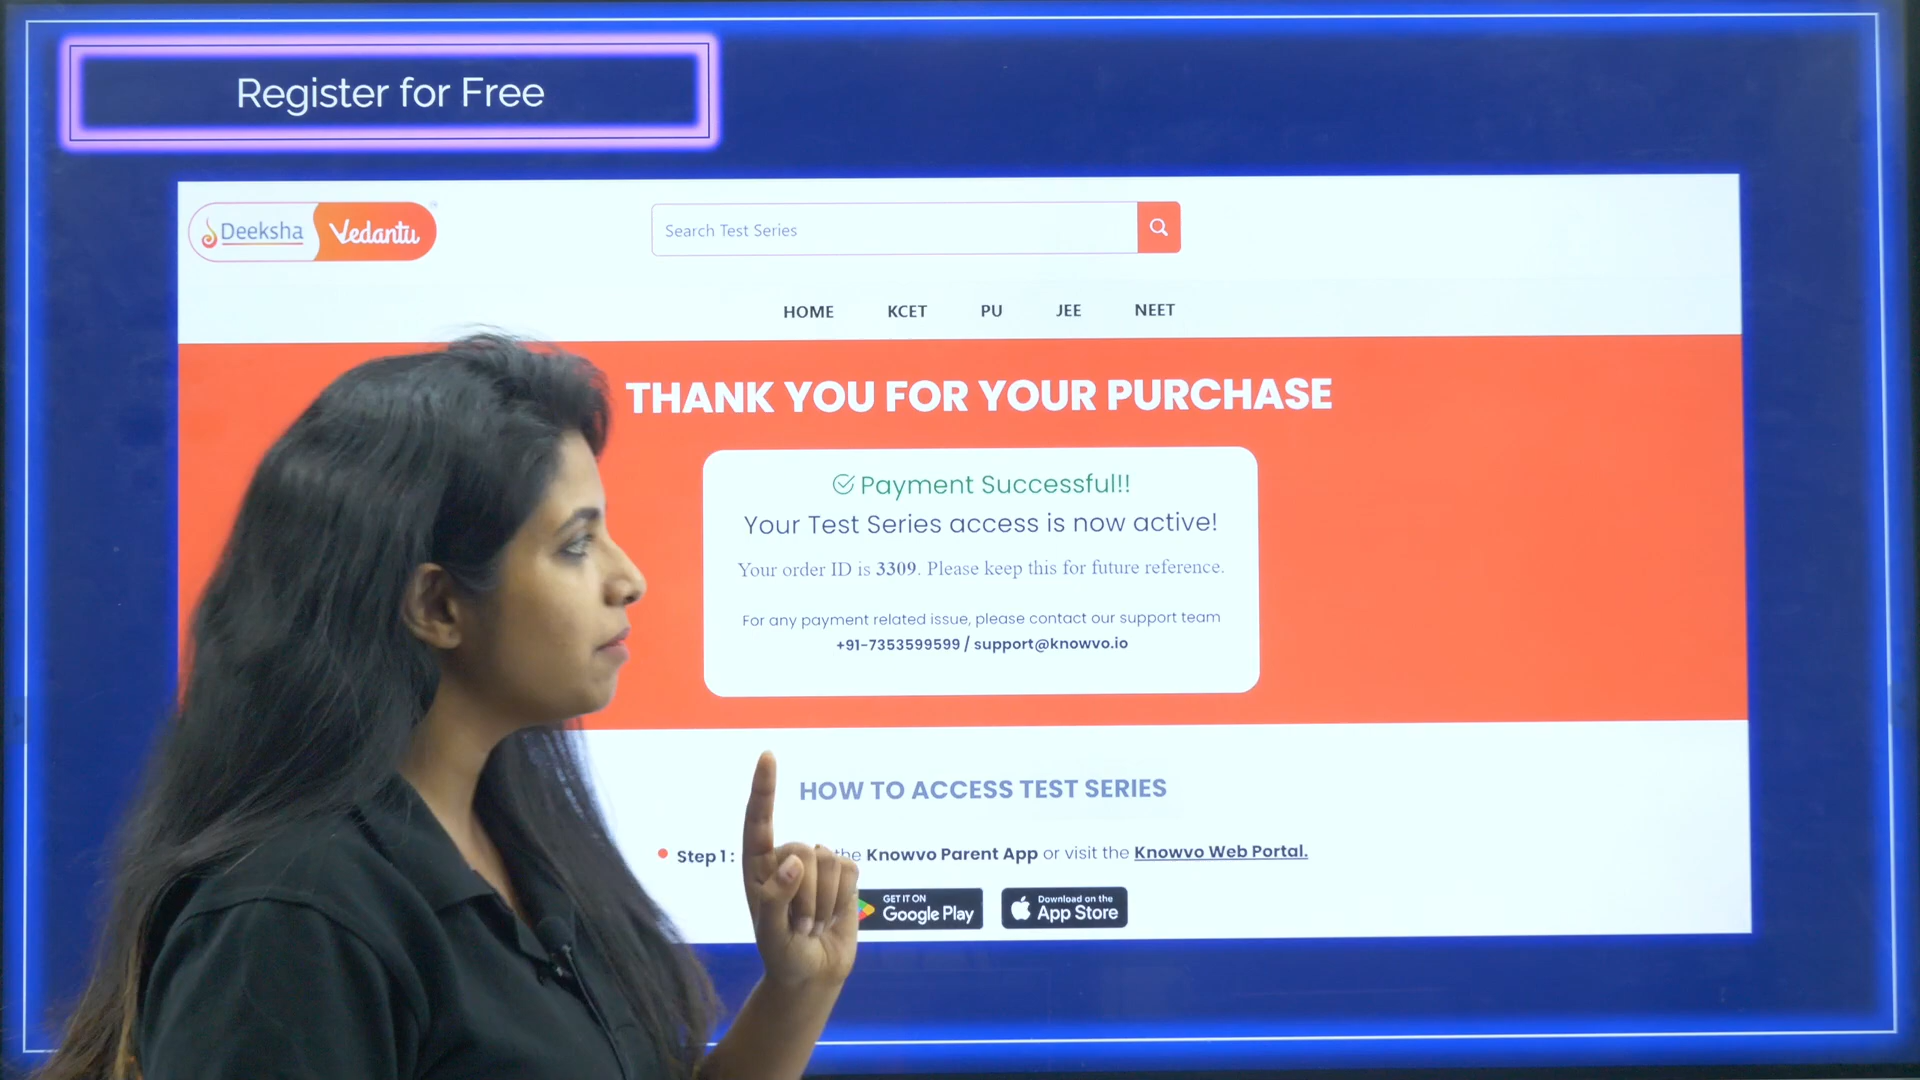 Register for Free
Deeksha Vedantu
Search Test Series
HOME KCET PU JEE NEET
THANK YOU FOR YOUR PURCHASE
Payment Successful!!
Your Test Series access is now active!
Your order ID is 3309. Please keep this for future reference.
For any payment related issue, please contact our support team
+91-7353599599 / support@knowvo.io
HOW TO ACCESS TEST SERIES
Step 1: the Knowvo Parent App or visit the Knowvo Web Portal.
GET IT ON
Google Play
Download on the
App Store